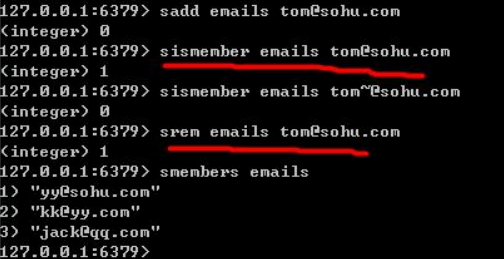 127.0.0.1:6379> sadd emails tom@sohu.com
(integer) 0
127.0.0.1:6379> sismember emails tom@sohu.com
(integer) 1
127.0.0.1:6379> sismember emails tom~@sohu.com
(integer) 0
127.0.0.1:6379> srem emails tom@sohu.com
(integer) 1
127.0.0.1:6379> smembers emails
1) "yy@sohu.com"
2) "kk@yy.com"
3) "jack@qq.com"
127.0.0.1:6379>